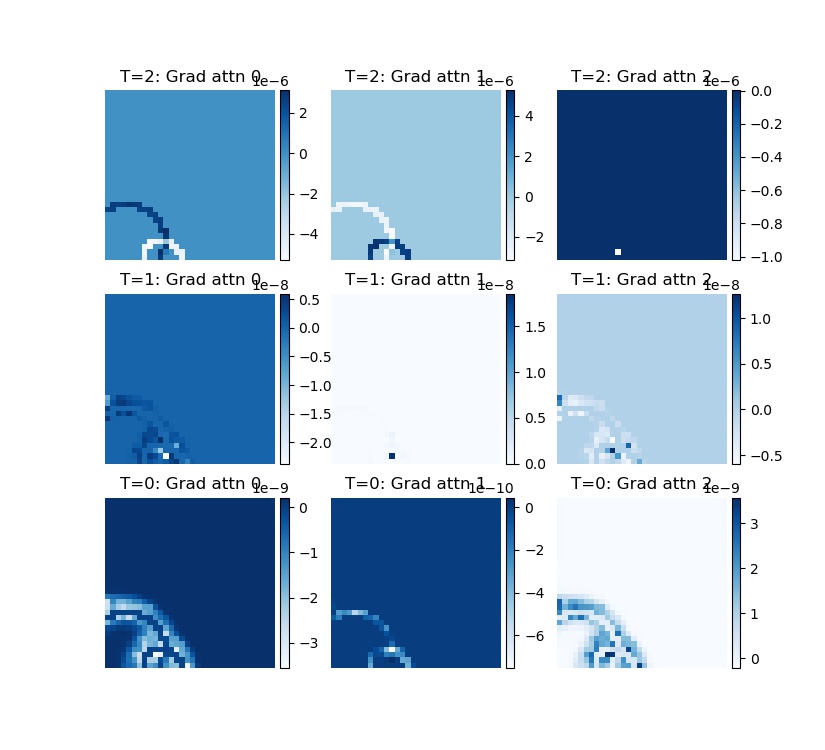 T=2: Grad attn 0
1e−6
T=2: Grad attn 1
1e−6
T=2: Grad attn 2
1e−6
2
0
−2
−4
4
2
0
−2
0.0
−0.2
−0.4
−0.6
−0.8
−1.0
T=1: Grad attn 0
1e−8
T=1: Grad attn 1
1e−8
T=1: Grad attn 2
1e−8
0.5
0.0
−0.5
−1.0
−1.5
−2.0
1.5
1.0
0.5
0.0
1.0
0.5
0.0
−0.5
T=0: Grad attn 0
1e−9
T=0: Grad attn 1
1e−10
T=0: Grad attn 2
1e−9
0
−1
−2
−3
0
−2
−4
−6
3
2
1
0